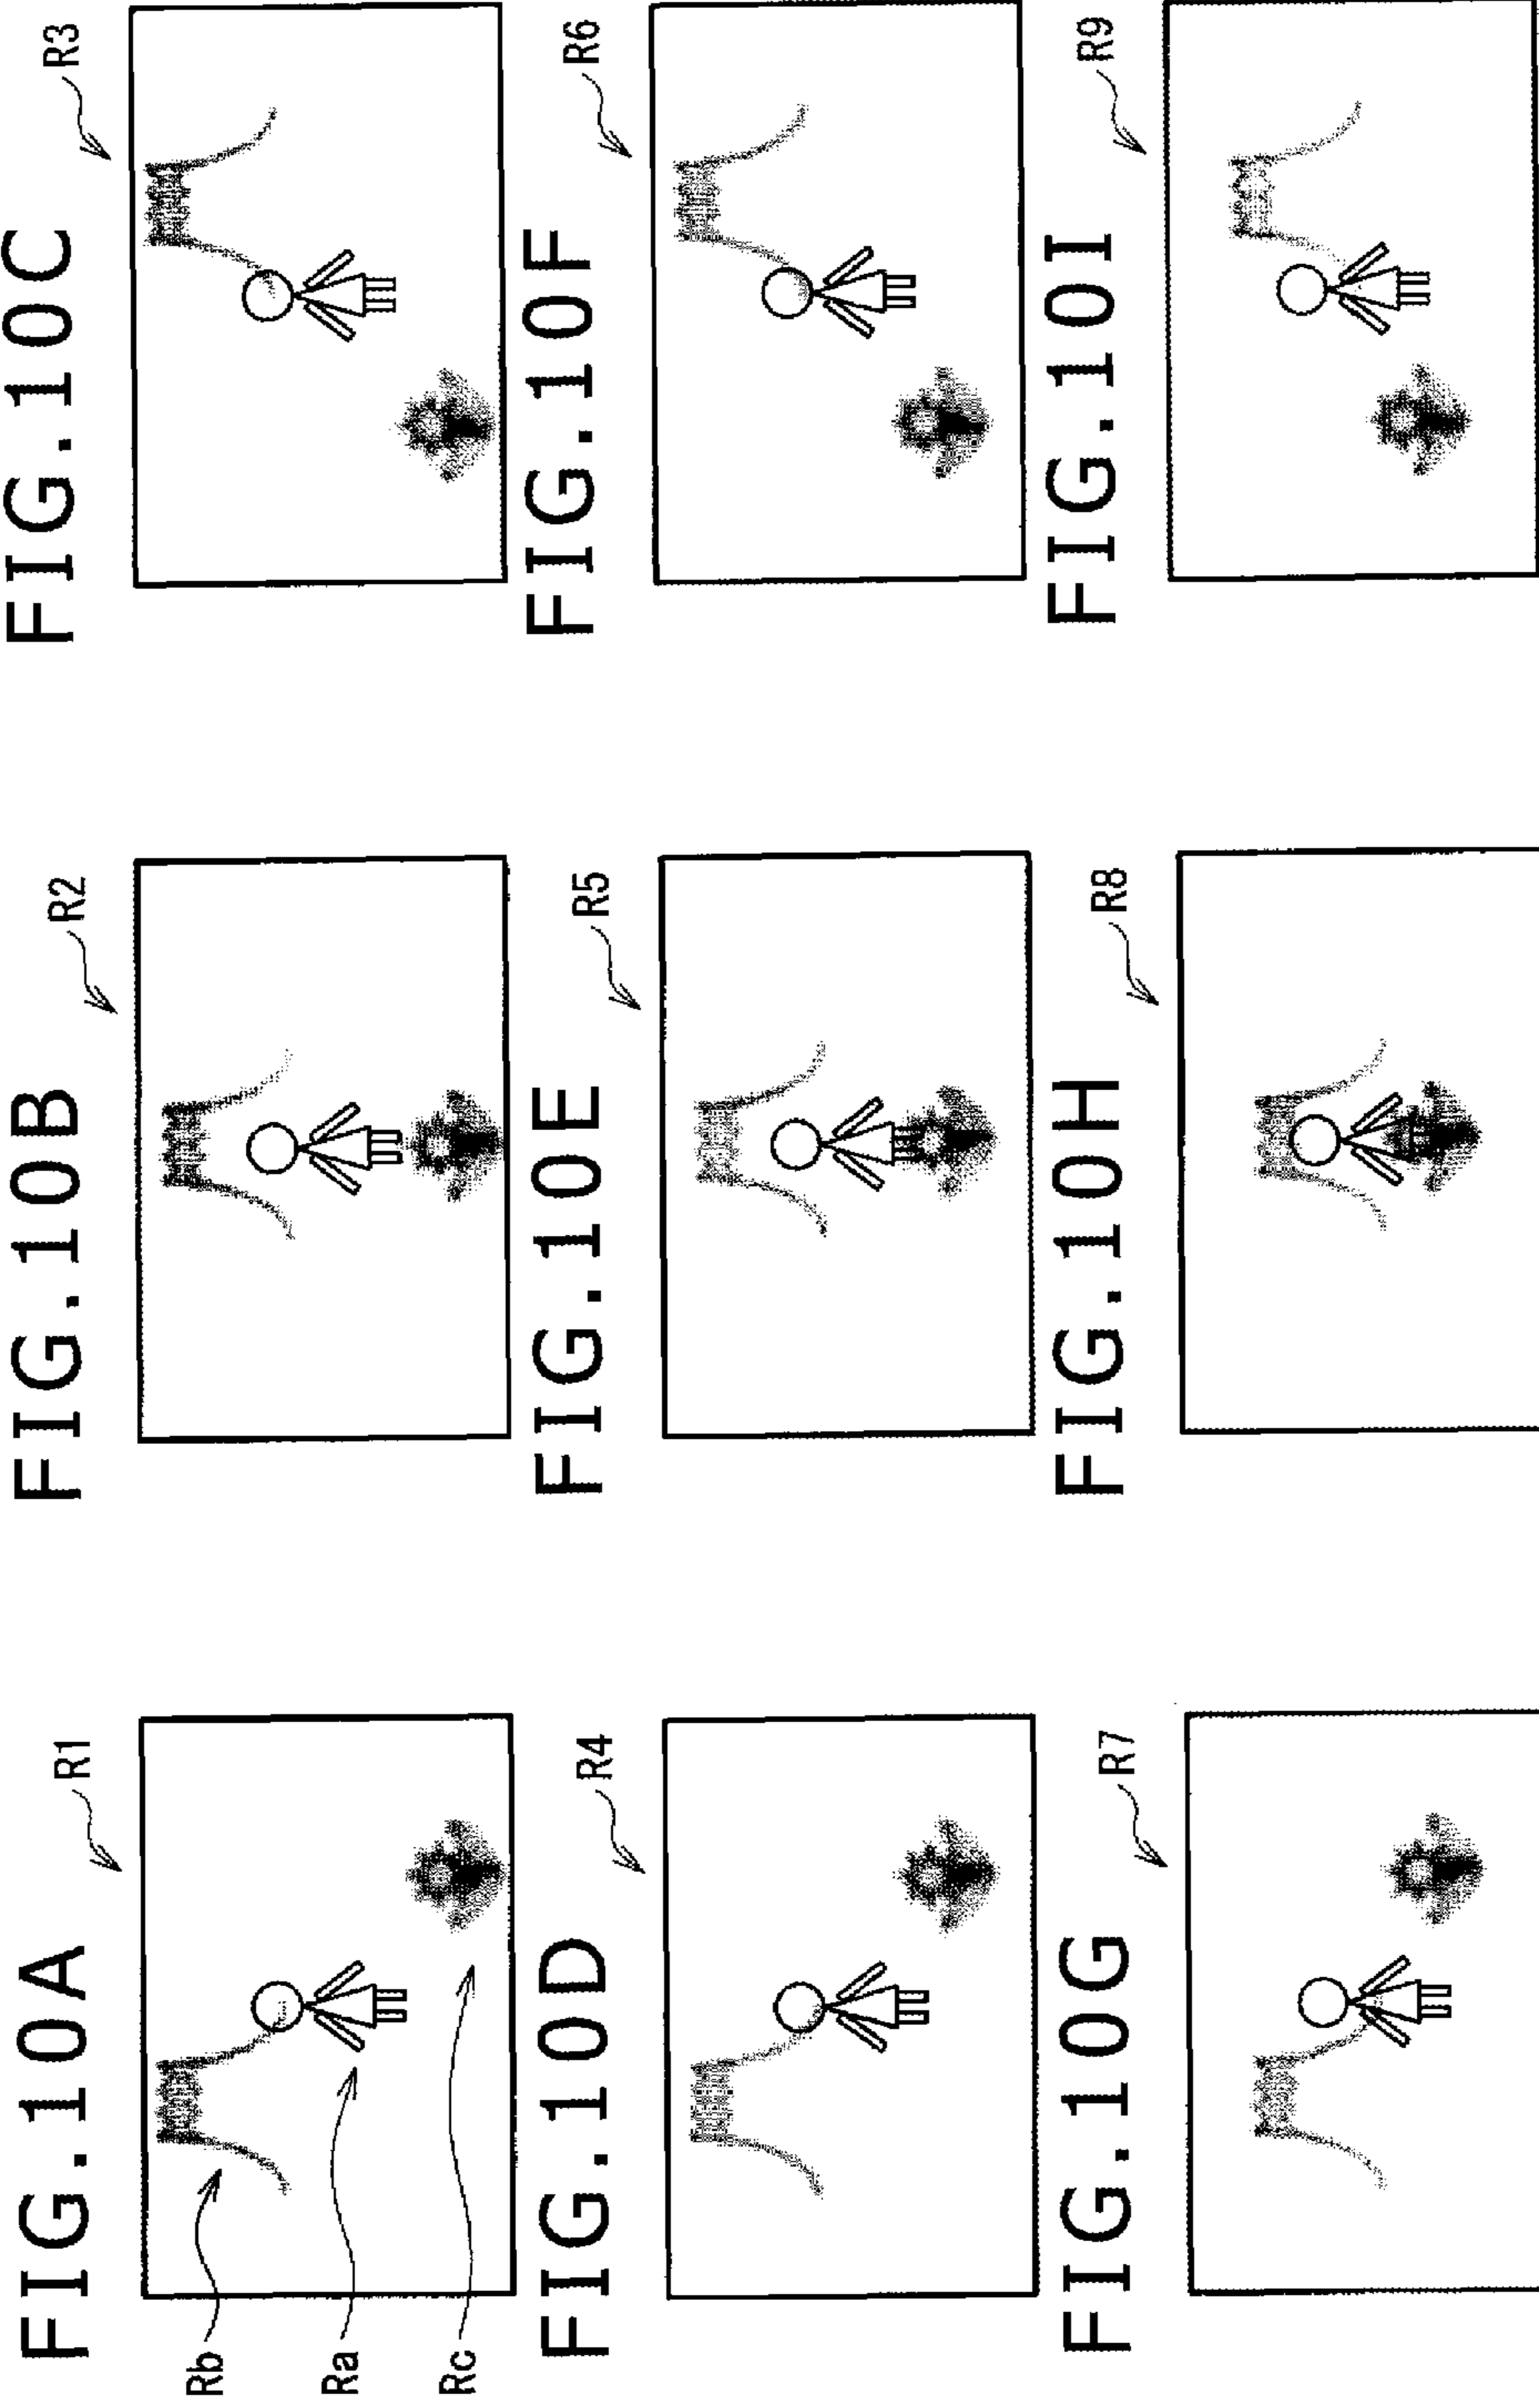 FIG.10A
R1
Rb
Ra
Rc
FIG.10B
R2
FIG.10C
R3
FIG.10D
R4
FIG.10E
R5
FIG.10F
R6
FIG.10G
R7
FIG.10H
R8
FIG.10I
R9